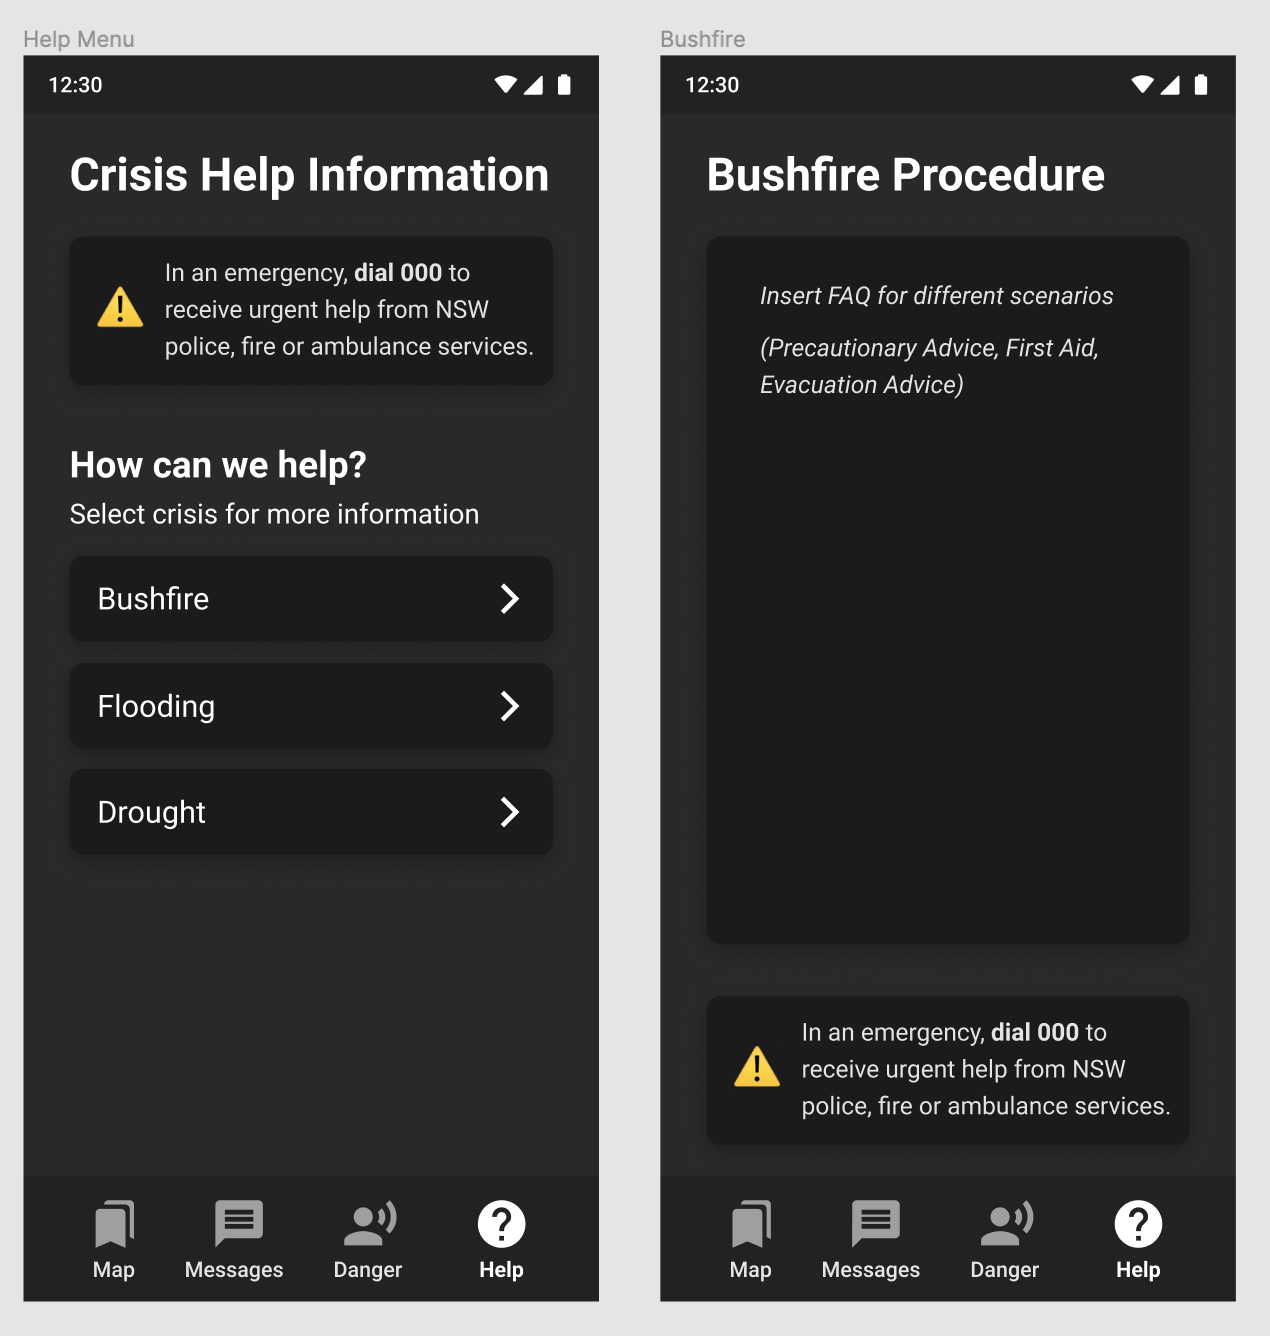 Help Menu
12:30
Crisis Help Information
In an emergency, dial 000 to
receive urgent help from NSW
police, fire or ambulance services.
How can we help?
Select crisis for more information
Bushfire
Flooding
Drought
Map
Messages
Danger
Help
Bushfire
12:30
Bushfire Procedure
Insert FAQ for different scenarios
(Precautionary Advice, First Aid,
Evacuation Advice)
In an emergency, dial 000 to
receive urgent help from NSW
police, fire or ambulance services.
Map
Messages
Danger
Help